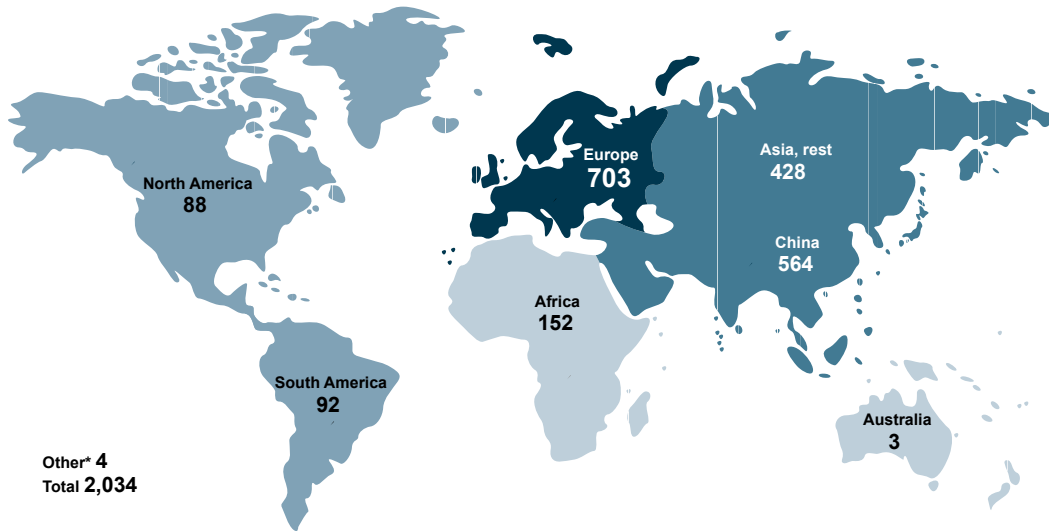 Europe
703
Asia, rest
428
North America
88
China
564
Africa
152
South America
92
Australia
3
Other* 4
Total 2,034